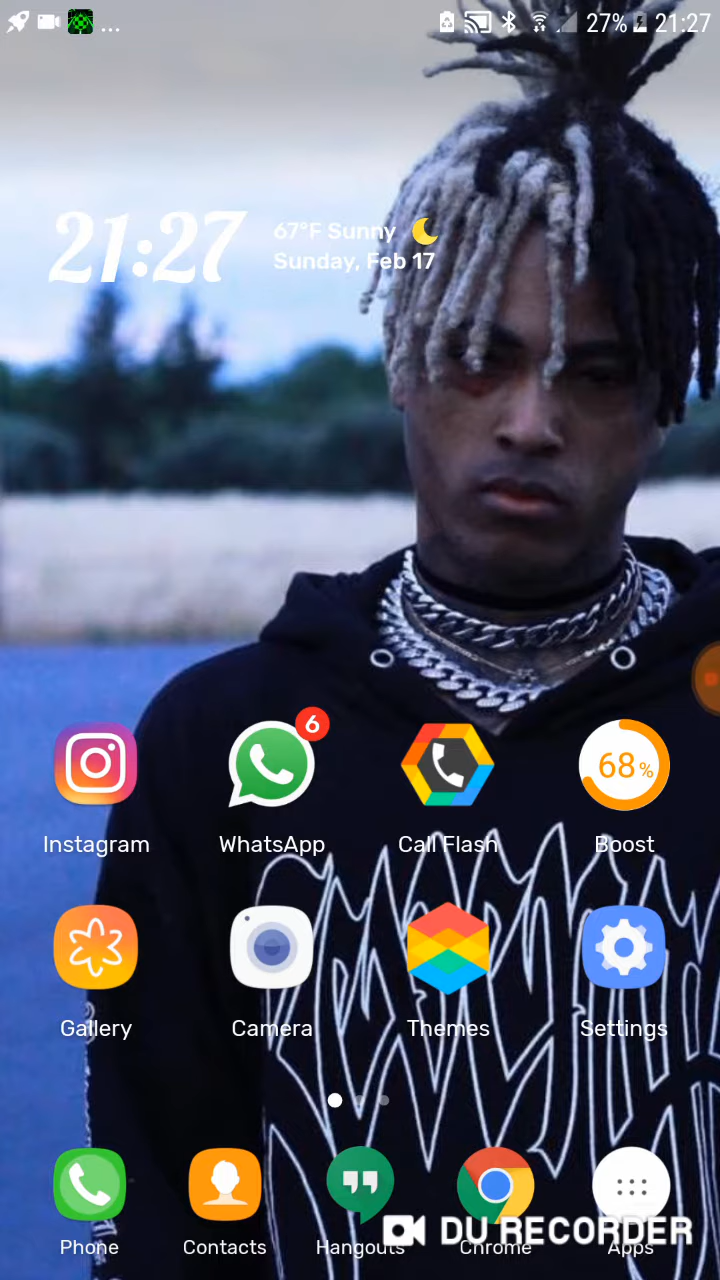 ... 27% 21:27
21:27
67°F Sunny
Sunday, Feb 17
6
68%
Instagram WhatsApp Call Flash Boost
Gallery Camera Themes Settings
DU RECORDER
Phone Contacts Hangouts Chrome Apps